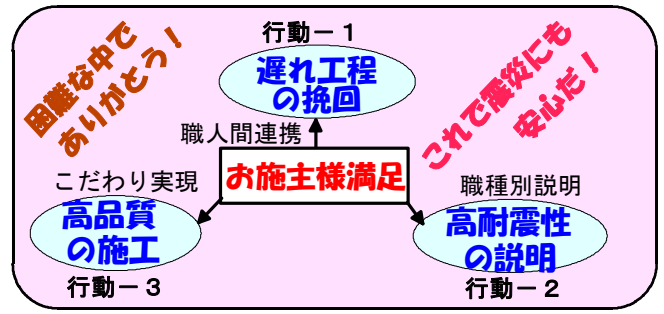 行動－１
遅れ工程
の挽回
困難な中で
ありがとう！
これで震災にも
安心だ！
職人間連携
お施主様満足
こだわり実現
高品質
の施工
行動－３
職種別説明
高耐震性
の説明
行動－２